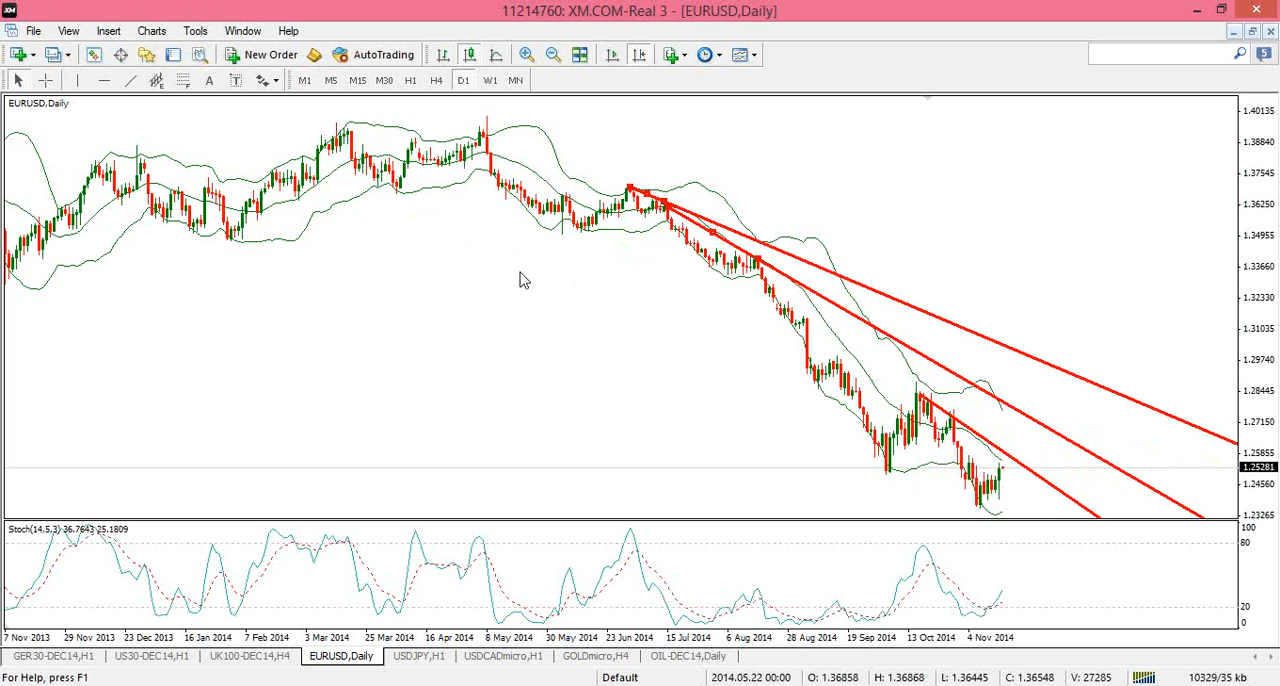 11214760: XM.COM-Real 3 - [EURUSD,Daily]
File View Insert Charts Tools Window Help
New Order AutoTrading
A T M1 M5 M15 M30 H1 H4 D1 W1 MN
EURUSD,Daily
1.40135
1.38840
1.37545
1.36250
1.34955
1.33660
1.32330
1.31035
1.29740
1.28445
1.27150
1.25855
1.25281
1.24560
1.23265
Stoch(14,5,3) 36.7643 25.1809
100
80
20
0
7 Nov 2013 29 Nov 2013 23 Dec 2013 16 Jan 2014 7 Feb 2014 3 Mar 2014 25 Mar 2014 16 Apr 2014 8 May 2014 30 May 2014 23 Jun 2014 15 Jul 2014 6 Aug 2014 28 Aug 2014 19 Sep 2014 13 Oct 2014 4 Nov 2014
GER30-DEC14,H1 US30-DEC14,H1 UK100-DEC14,H4 EURUSD,Daily USDJPY,H1 USDCADmicro,H1 GOLDmicro,H4 OIL-DEC14,Daily
For Help, press F1 Default 2014.05.22 00:00 O: 1.36858 H: 1.36868 L: 1.36445 C: 1.36548 V: 27285 10329/35 kb